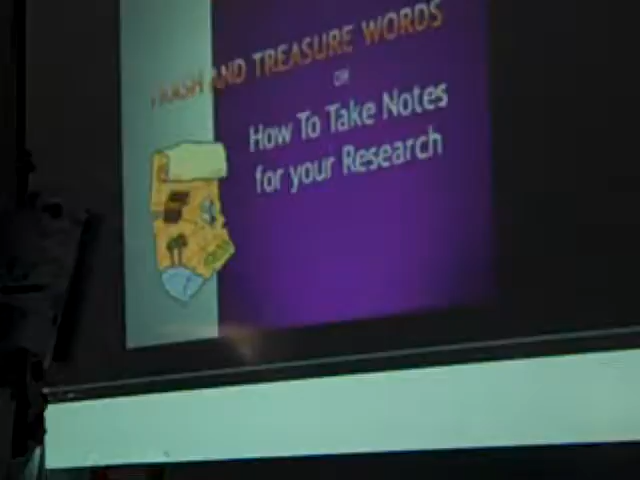 TRASH AND TREASURE WORDS
OR
How To Take Notes
for your Research